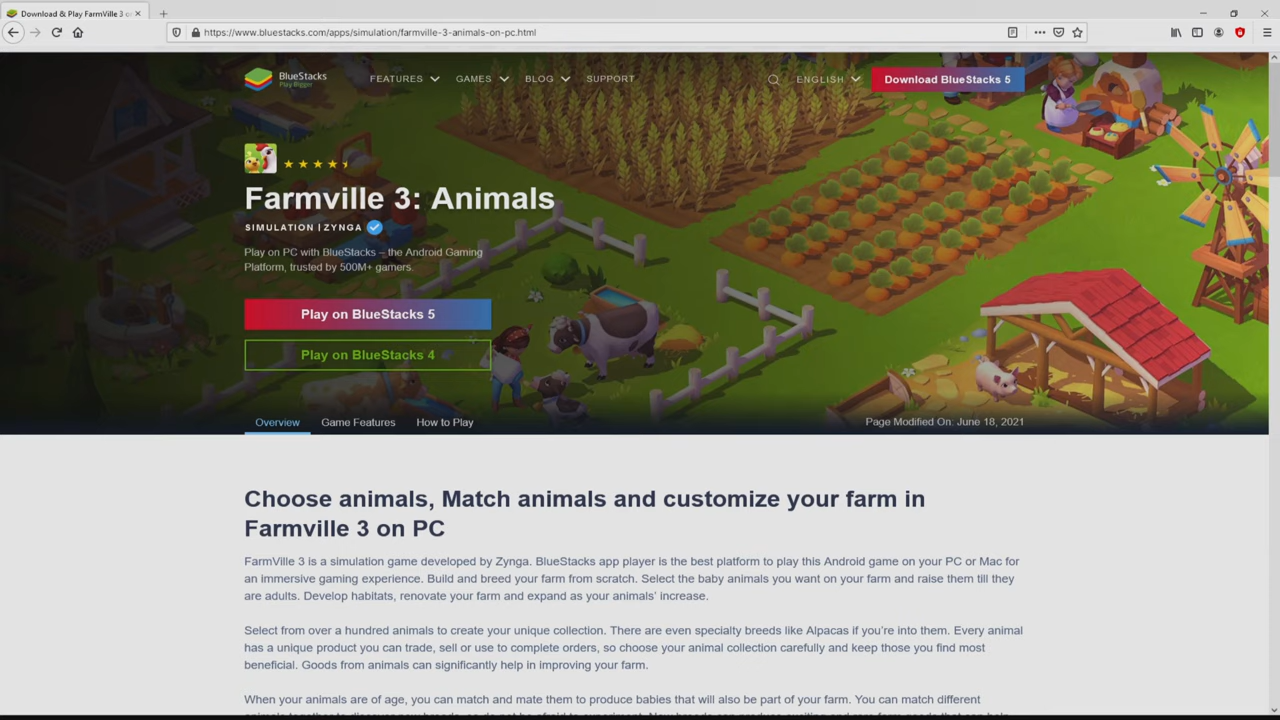 Download & Play FarmVille 3 o
https://www.bluestacks.com/apps/simulation/farmville-3-animals-on-pc.html
BlueStacks
Play Bigger
FEATURES
GAMES
BLOG
SUPPORT
ENGLISH
Download BlueStacks 5
Farmville 3: Animals
SIMULATION | ZYNGA
Play on PC with BlueStacks – the Android Gaming
Platform, trusted by 500M+ gamers.
Play on BlueStacks 5
Play on BlueStacks 4
Overview
Game Features
How to Play
Page Modified On: June 18, 2021
Choose animals, Match animals and customize your farm in
Farmville 3 on PC
FarmVille 3 is a simulation game developed by Zynga. BlueStacks app player is the best platform to play this Android game on your PC or Mac for
an immersive gaming experience. Build and breed your farm from scratch. Select the baby animals you want on your farm and raise them till they
are adults. Develop habitats, renovate your farm and expand as your animals’ increase.
Select from over a hundred animals to create your unique collection. There are even specialty breeds like Alpacas if you’re into them. Every animal
has a unique product you can trade, sell or use to complete orders, so choose your animal collection carefully and keep those you find most
beneficial. Goods from animals can significantly help in improving your farm.
When your animals are of age, you can match and mate them to produce babies that will also be part of your farm. You can match different